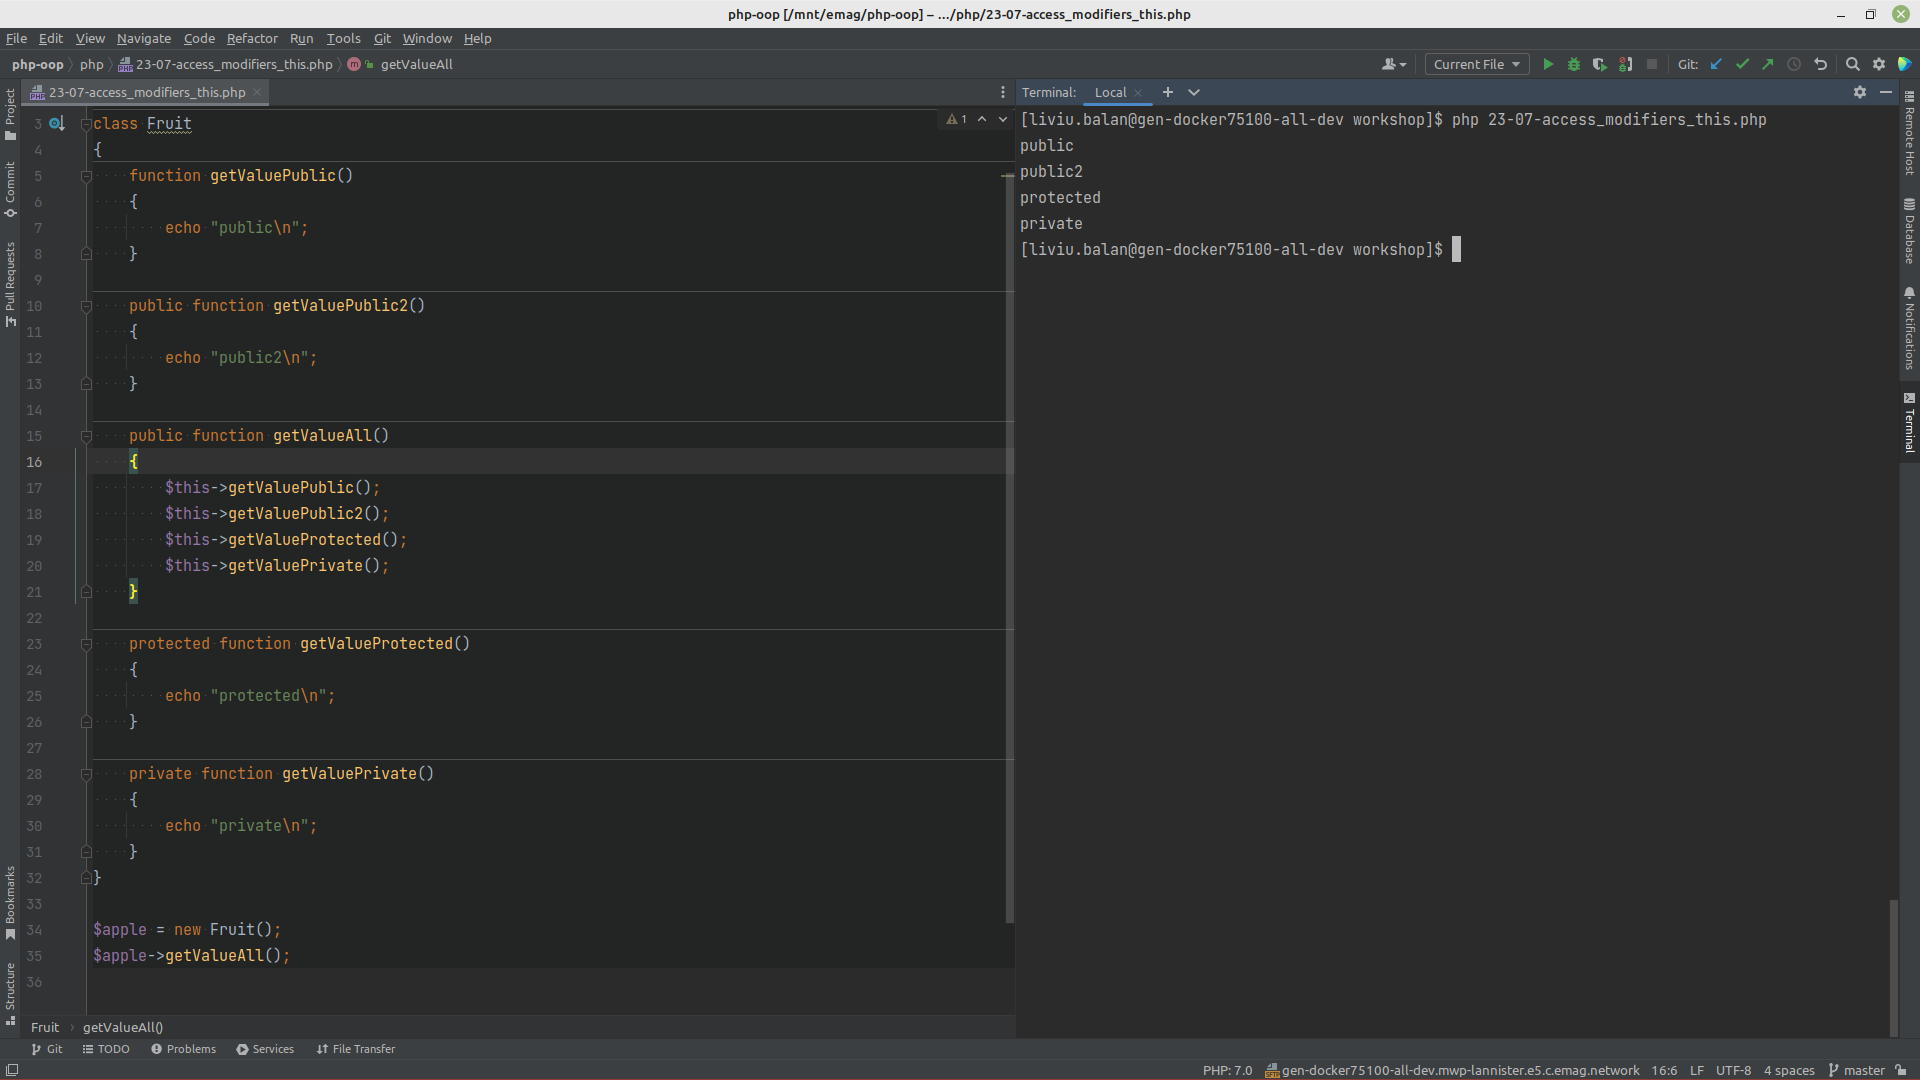 php-oop [/mnt/emag/php-oop] – .../php/23-07-access_modifiers_this.php
File Edit View Navigate Code Refactor Run Tools Git Window Help
php-oop php 23-07-access_modifiers_this.php m getValueAll
Current File Git:
23-07-access_modifiers_this.php
Terminal: Local
1
3 class Fruit
4 {
5 function getValuePublic()
6 {
7 echo "public\n";
8 }
9
10 public function getValuePublic2()
11 {
12 echo "public2\n";
13 }
14
15 public function getValueAll()
16 {
17 $this->getValuePublic();
18 $this->getValuePublic2();
19 $this->getValueProtected();
20 $this->getValuePrivate();
21 }
22
23 protected function getValueProtected()
24 {
25 echo "protected\n";
26 }
27
28 private function getValuePrivate()
29 {
30 echo "private\n";
31 }
32 }
33
34 $apple = new Fruit();
35 $apple->getValueAll();
36
[liviu.balan@gen-docker75100-all-dev workshop]$ php 23-07-access_modifiers_this.php
public
public2
protected
private
[liviu.balan@gen-docker75100-all-dev workshop]$
Project
Commit
Pull Requests
Bookmarks
Structure
Remote Host
Database
Notifications
Terminal
Fruit getValueAll()
Git TODO Problems Services File Transfer
PHP: 7.0 gen-docker75100-all-dev.mwp-lannister.e5.c.emag.network 16:6 LF UTF-8 4 spaces master